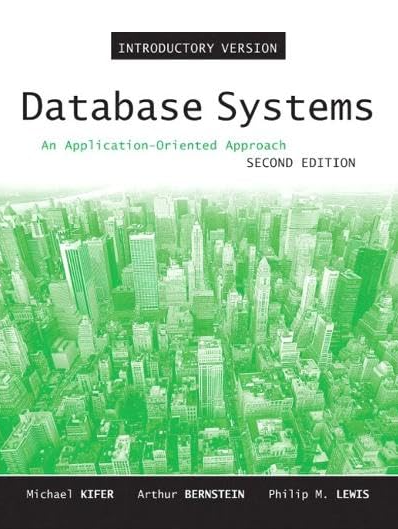 INTRODUCTORY VERSION
Database Systems
An Application-Oriented Approach
SECOND EDITION
Michael KIFER Arthur BERNSTEIN Philip M. LEWIS